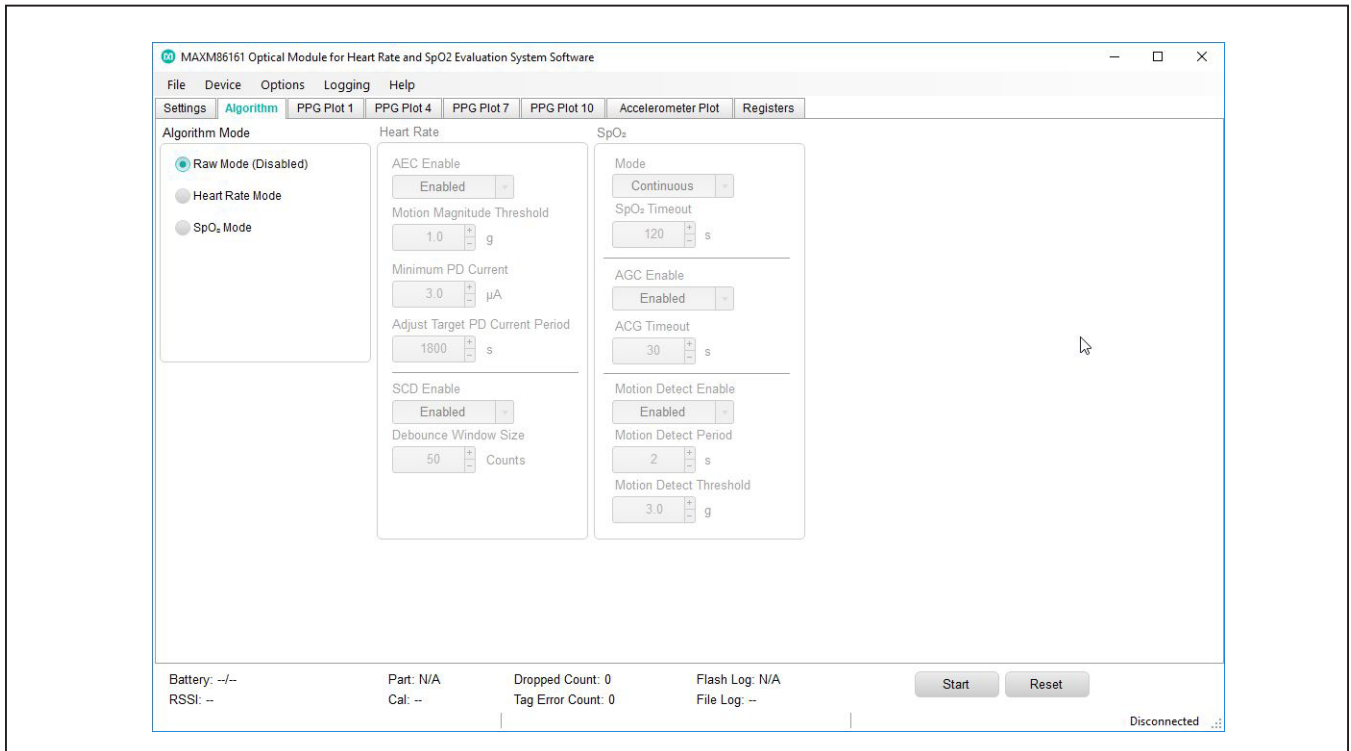 MAXM86161 Optical Module for Heart Rate and SpO2 Evaluation System Software
File Device Options Logging Help
Settings Algorithm PPG Plot 1 PPG Plot 4 PPG Plot 7 PPG Plot 10 Accelerometer Plot Registers
Algorithm Mode
Raw Mode (Disabled)
Heart Rate Mode
SpO₂ Mode
Heart Rate
AEC Enable
Enabled
Motion Magnitude Threshold
1.0 g
Minimum PD Current
3.0 µA
Adjust Target PD Current Period
1800 s
SCD Enable
Enabled
Debounce Window Size
50 Counts
SpO₂
Mode
Continuous
SpO₂ Timeout
120 s
AGC Enable
Enabled
ACG Timeout
30 s
Motion Detect Enable
Enabled
Motion Detect Period
2 s
Motion Detect Threshold
3.0 g
Battery: --/-- Part: N/A Dropped Count: 0 Flash Log: N/A Start Reset
RSSI: -- Cal: -- Tag Error Count: 0 File Log: --
Disconnected